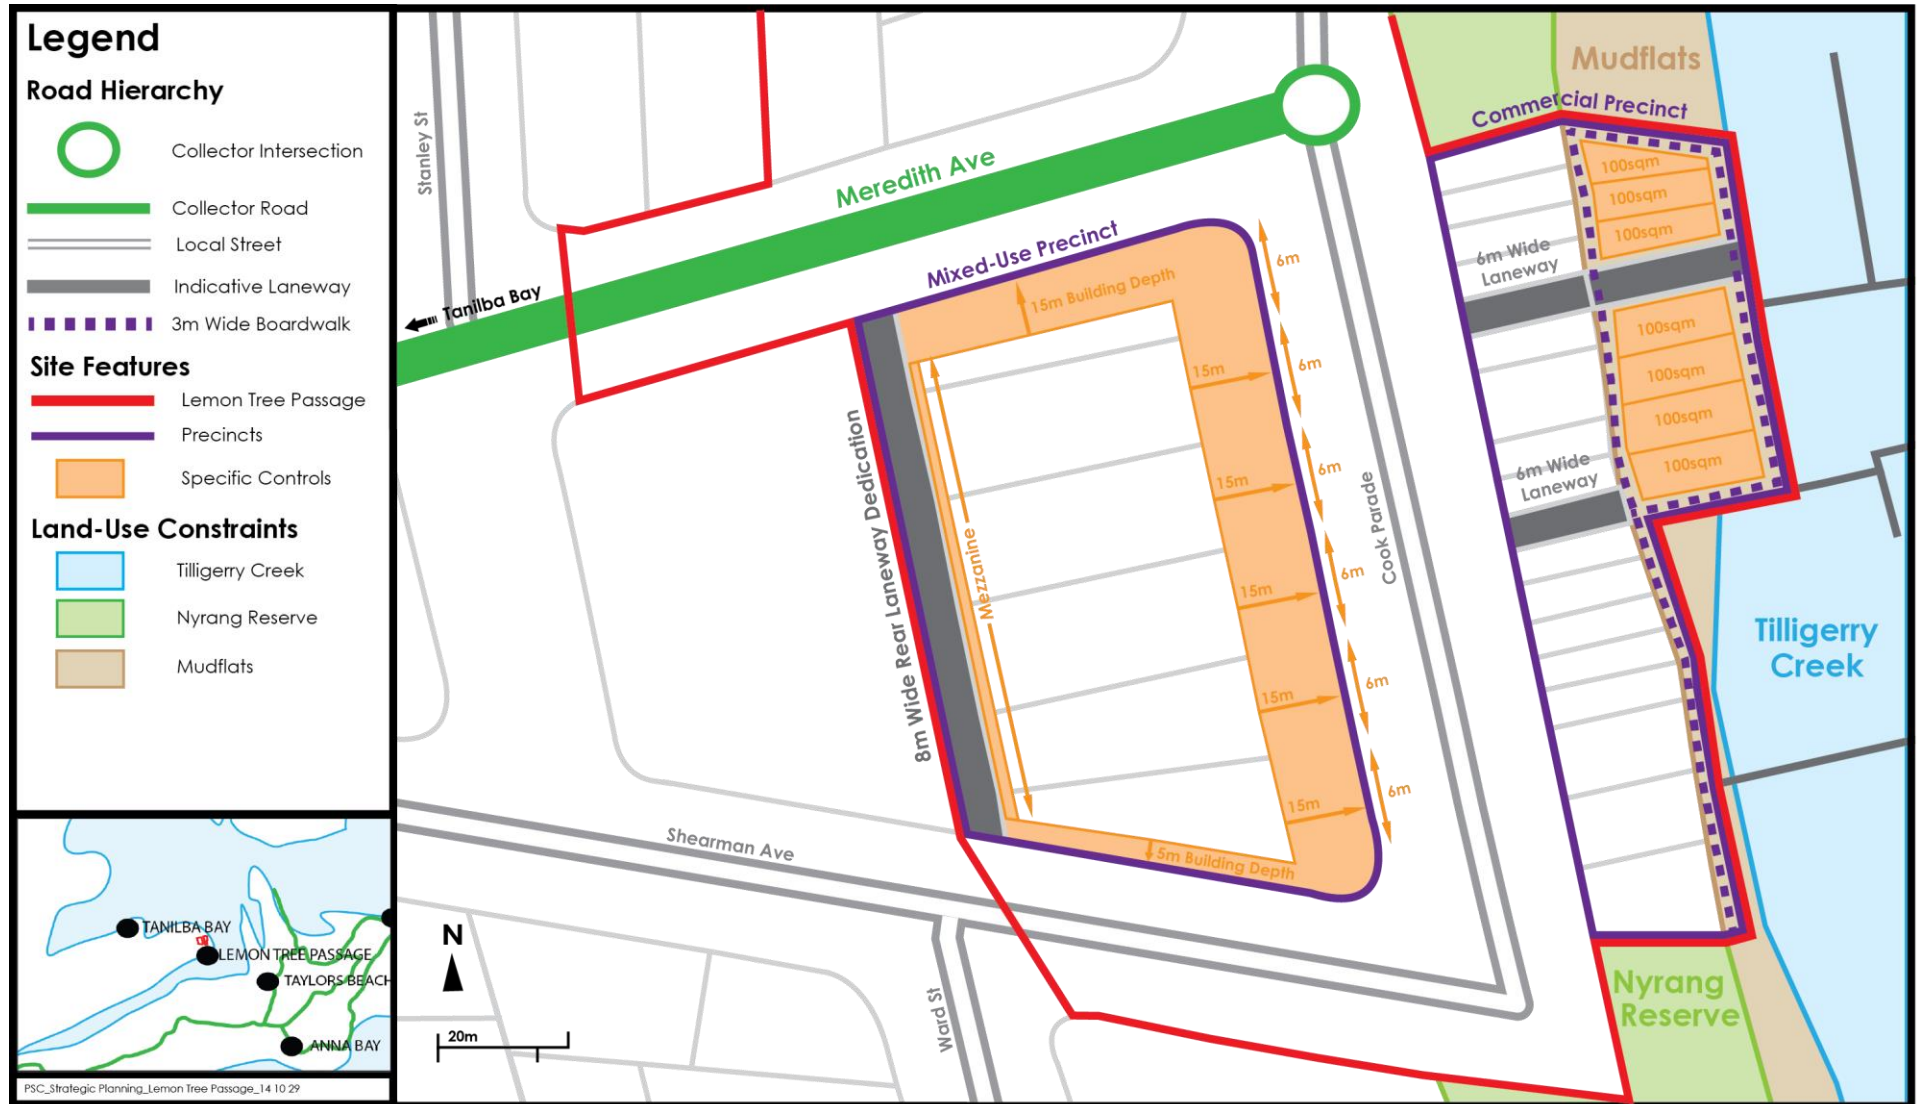 Legend
Road Hierarchy
Collector Intersection
Collector Road
Local Street
Indicative Laneway
3m Wide Boardwalk
Site Features
Lemon Tree Passage
Precincts
Specific Controls
Land-Use Constraints
Tilligerry Creek
Nyrang Reserve
Mudflats
TANILBA BAY
LEMON TREE PASSAGE
TAYLORS BEACH
ANNA BAY
PSC_Strategic Planning_Lemon Tree Passage_14 10 29
Stanley St
Tanilba Bay
Meredith Ave
Mixed-Use Precinct
15m Building Depth
8m Wide Rear Laneway Dedication
Mezzanine
15m
15m
15m
15m
15m
5m Building Depth
6m
6m
6m
6m
6m
6m
Cook Parade
Shearman Ave
Ward St
N
20m
Mudflats
Commercial Precinct
100sqm
100sqm
100sqm
6m Wide
Laneway
100sqm
100sqm
100sqm
100sqm
6m Wide
Laneway
Tilligerry
Creek
Nyrang
Reserve